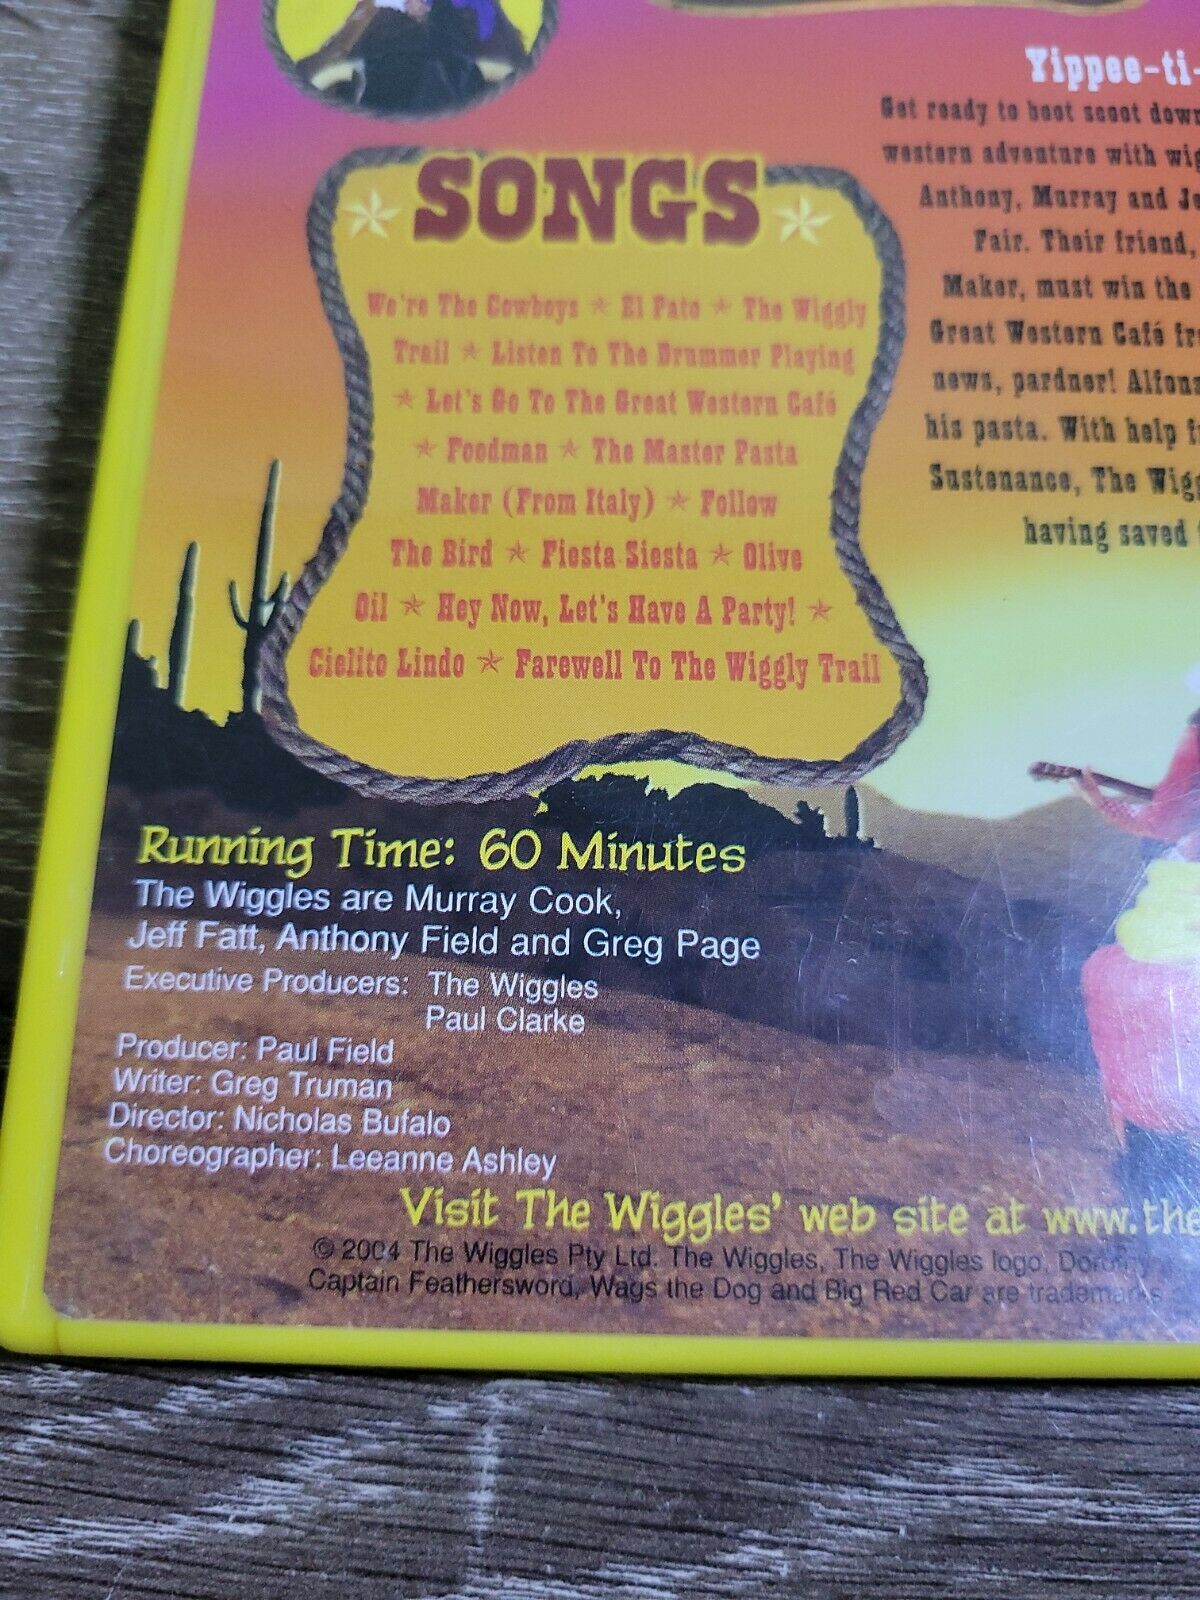 Yippee-ti-
Get ready to boot scoot down
western adventure with wig
Anthony, Murray and Je
Fair. Their friend,
Maker, must win the
Great Western Café fr
news, pardner! Alfons
his pasta. With help f
Sustenance, The Wigg
having saved
SONGS
We're The Cowboys ★ El Pato ★ The Wiggly
Trail ★ Listen To The Drummer Playing
★ Let's Go To The Great Western Café
★ Foodman ★ The Master Pasta
Maker (From Italy) ★ Follow
The Bird ★ Fiesta Siesta ★ Olive
Oil ★ Hey Now, Let's Have A Party! ★
Cielito Lindo ★ Farewell To The Wiggly Trail
Running Time: 60 Minutes
The Wiggles are Murray Cook,
Jeff Fatt, Anthony Field and Greg Page
Executive Producers: The Wiggles
Paul Clarke
Producer: Paul Field
Writer: Greg Truman
Director: Nicholas Bufalo
Choreographer: Leeanne Ashley
Visit The Wiggles' web site at www.the
© 2004 The Wiggles Pty Ltd. The Wiggles, The Wiggles logo, Dorothy
Captain Feathersword, Wags the Dog and Big Red Car are trademarks